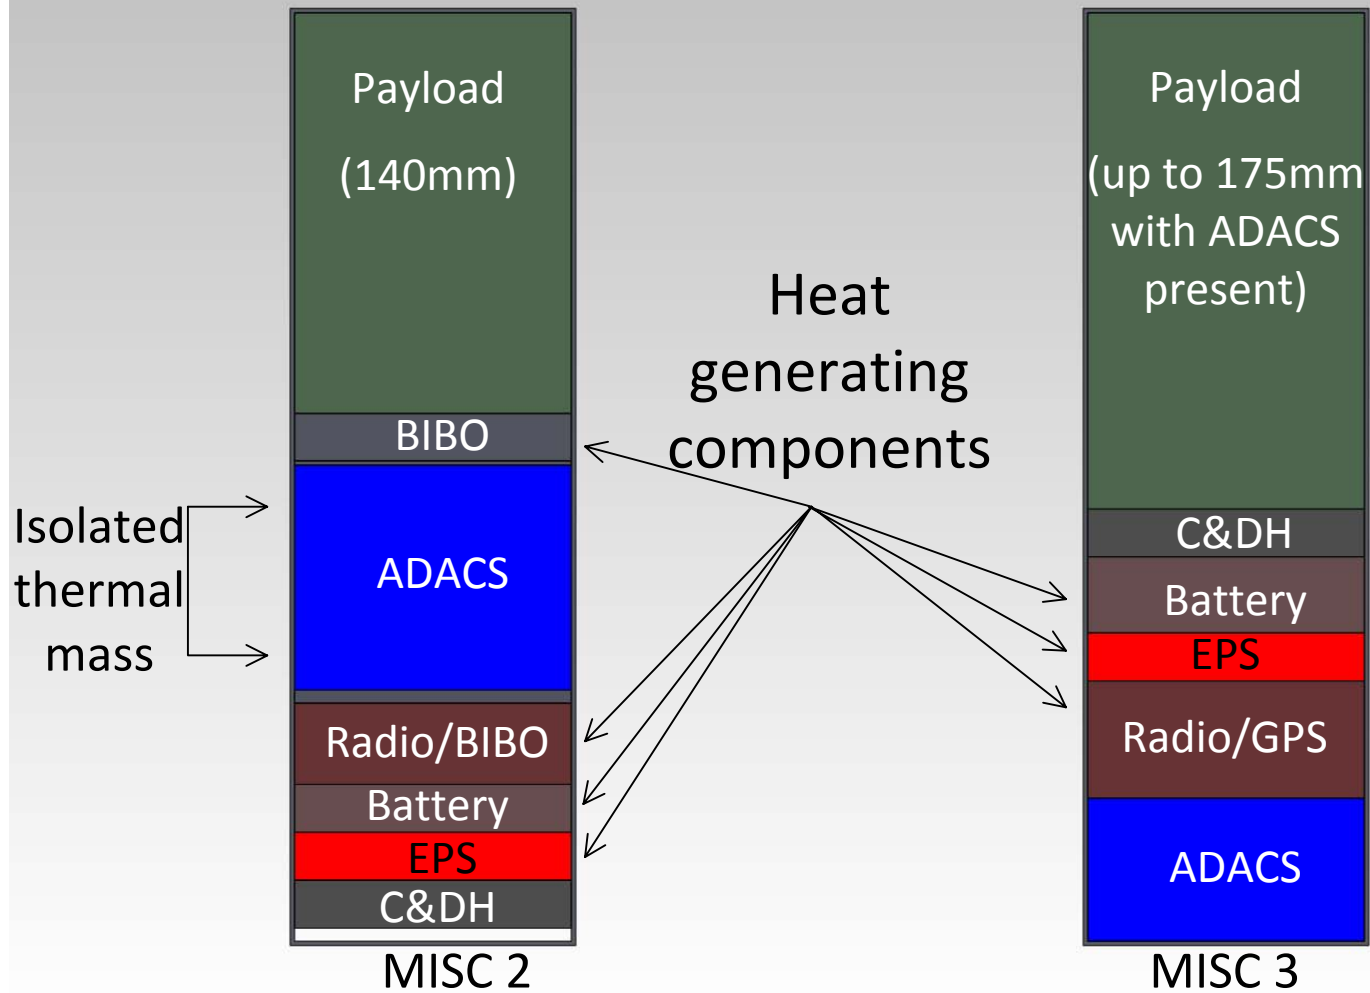 Payload
(140mm)
BIBO
ADACS
Radio/BIBO
Battery
EPS
C&DH
MISC 2
Isolated
thermal
mass
Heat
generating
components
Payload
(up to 175mm
with ADACS
present)
C&DH
Battery
EPS
Radio/GPS
ADACS
MISC 3